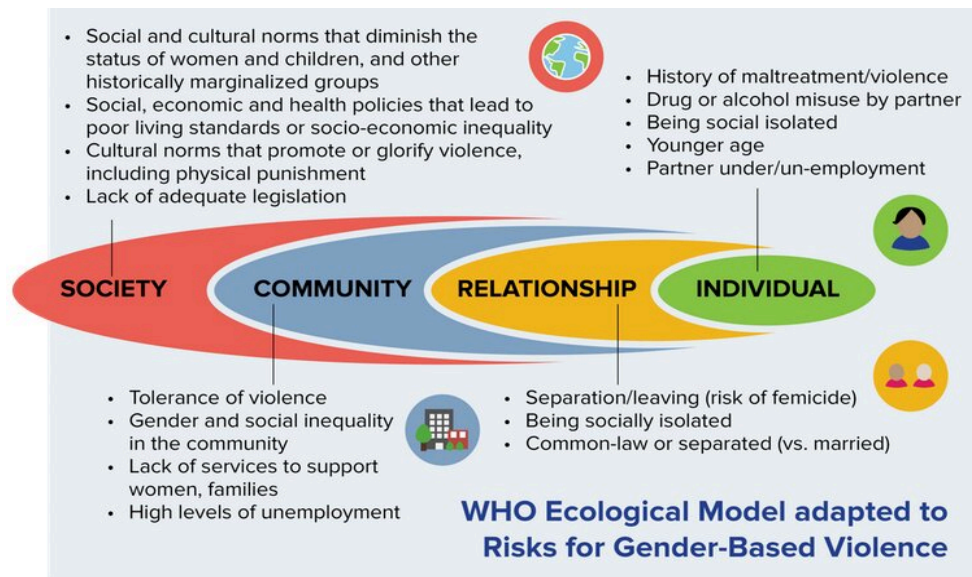 • Social and cultural norms that diminish the
status of women and children, and other
historically marginalized groups
• Social, economic and health policies that lead to
poor living standards or socio-economic inequality
• Cultural norms that promote or glorify violence,
including physical punishment
• Lack of adequate legislation
• History of maltreatment/violence
• Drug or alcohol misuse by partner
• Being social isolated
• Younger age
• Partner under/un-employment
SOCIETY
COMMUNITY
RELATIONSHIP
INDIVIDUAL
• Tolerance of violence
• Gender and social inequality
in the community
• Lack of services to support
women, families
• High levels of unemployment
• Separation/leaving (risk of femicide)
• Being socially isolated
• Common-law or separated (vs. married)
WHO Ecological Model adapted to
Risks for Gender-Based Violence